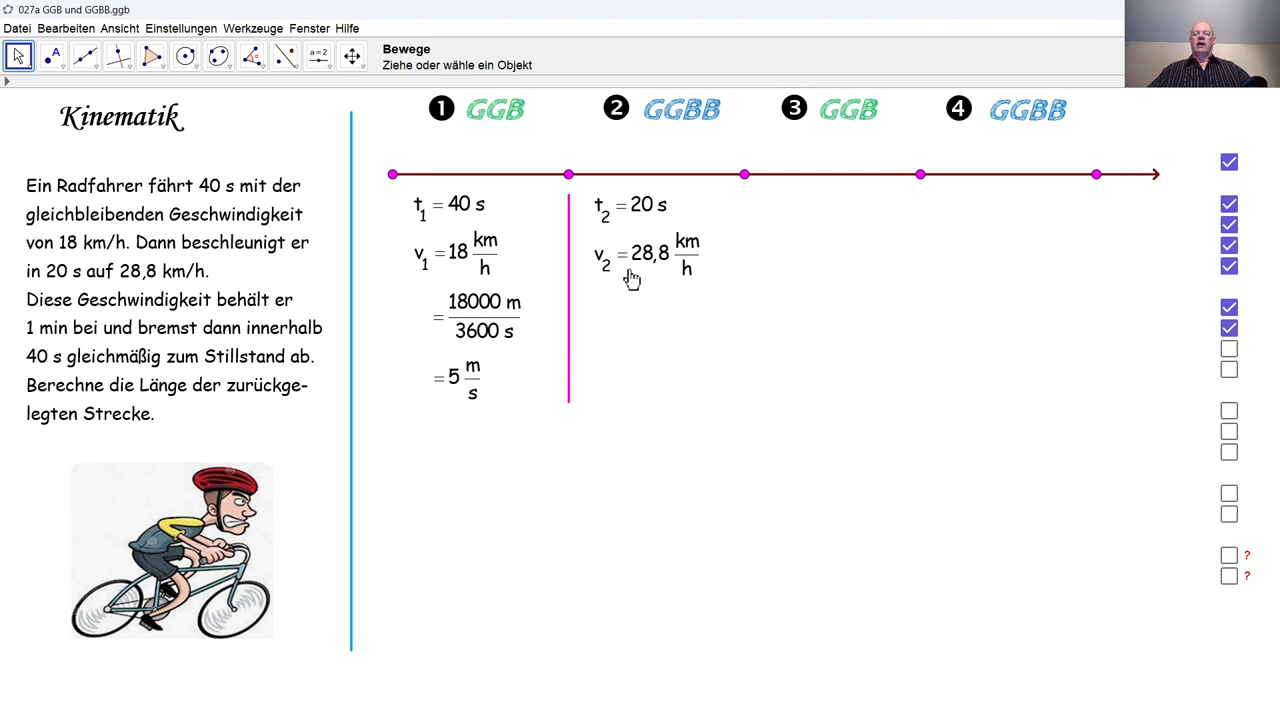 027a GGB und GGBB.ggb
Datei Bearbeiten Ansicht Einstellungen Werkzeuge Fenster Hilfe
A
a=2
Bewege
Ziehe oder wähle ein Objekt
Kinematik
Ein Radfahrer fährt 40 s mit der
gleichbleibenden Geschwindigkeit
von 18 km/h. Dann beschleunigt er
in 20 s auf 28,8 km/h.
Diese Geschwindigkeit behält er
1 min bei und bremst dann innerhalb
40 s gleichmäßig zum Stillstand ab.
Berechne die Länge der zurückge-
legten Strecke.
❶ GGB ❷ GGBB ❸ GGB ❹ GGBB
t₁ = 40 s
v₁ = 18 km/h
= 18000 m / 3600 s
= 5 m/s
t₂ = 20 s
v₂ = 28,8 km/h
?
?